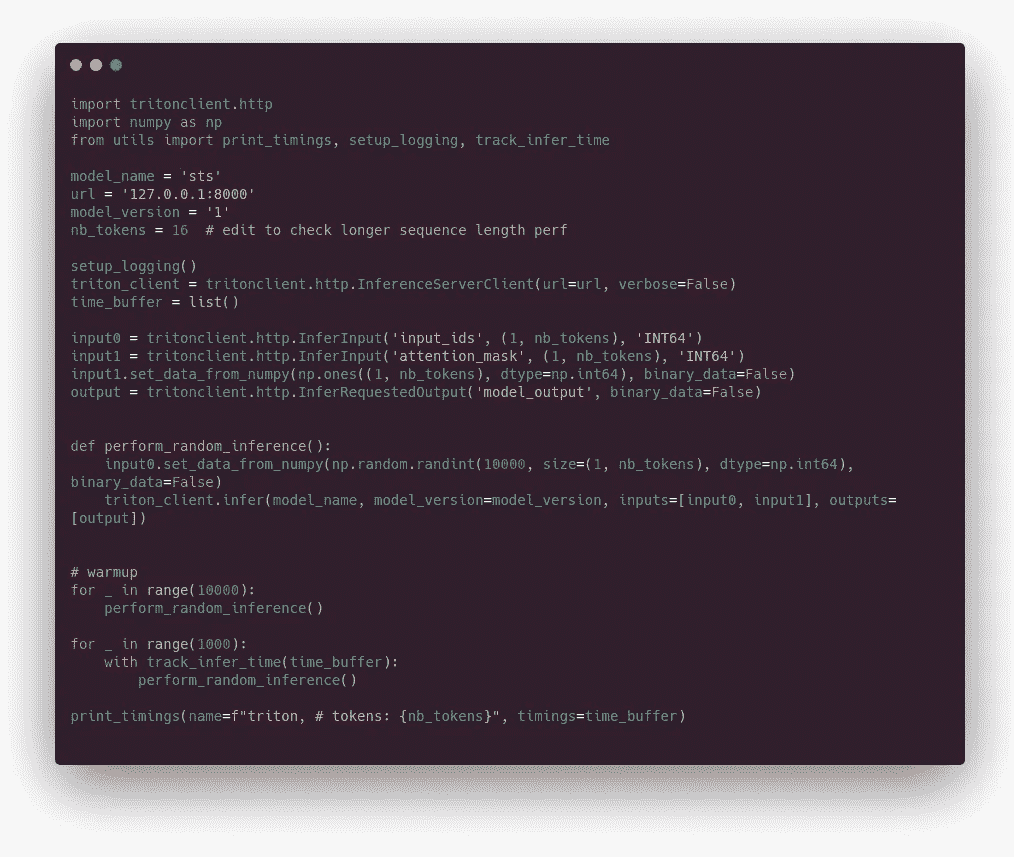 import tritonclient.http
import numpy as np
from utils import print_timings, setup_logging, track_infer_time

model_name = 'sts'
url = '127.0.0.1:8000'
model_version = '1'
nb_tokens = 16  # edit to check longer sequence length perf

setup_logging()
triton_client = tritonclient.http.InferenceServerClient(url=url, verbose=False)
time_buffer = list()

input0 = tritonclient.http.InferInput('input_ids', (1, nb_tokens), 'INT64')
input1 = tritonclient.http.InferInput('attention_mask', (1, nb_tokens), 'INT64')
input1.set_data_from_numpy(np.ones((1, nb_tokens), dtype=np.int64), binary_data=False)
output = tritonclient.http.InferRequestedOutput('model_output', binary_data=False)


def perform_random_inference():
    input0.set_data_from_numpy(np.random.randint(10000, size=(1, nb_tokens), dtype=np.int64),
binary_data=False)
    triton_client.infer(model_name, model_version=model_version, inputs=[input0, input1], outputs=
[output])


# warmup
for _ in range(10000):
    perform_random_inference()

for _ in range(1000):
    with track_infer_time(time_buffer):
        perform_random_inference()

print_timings(name=f"triton, # tokens: {nb_tokens}", timings=time_buffer)